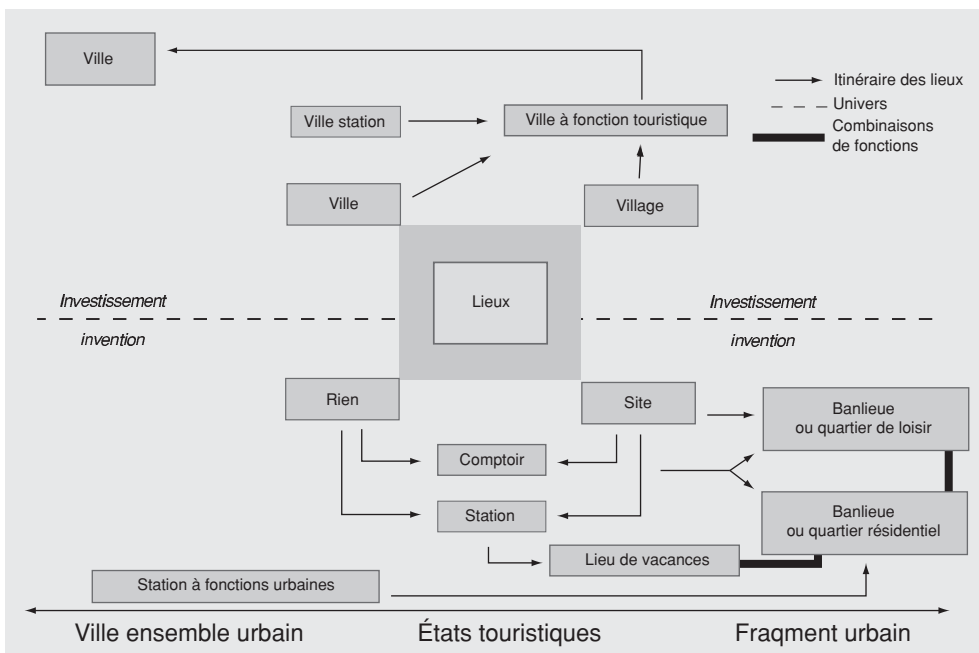 Ville
Itinéraire des lieux
Univers
Combinaisons
de fonctions
Ville station
Ville à fonction touristique
Ville
Village
Lieux
Investissement
Investissement
invention
invention
Rien
Site
Banlieue
ou quartier de loisir
Comptoir
Station
Banlieue
ou quartier résidentiel
Lieu de vacances
Station à fonctions urbaines
Ville ensemble urbain
États touristiques
Fraqment urbain